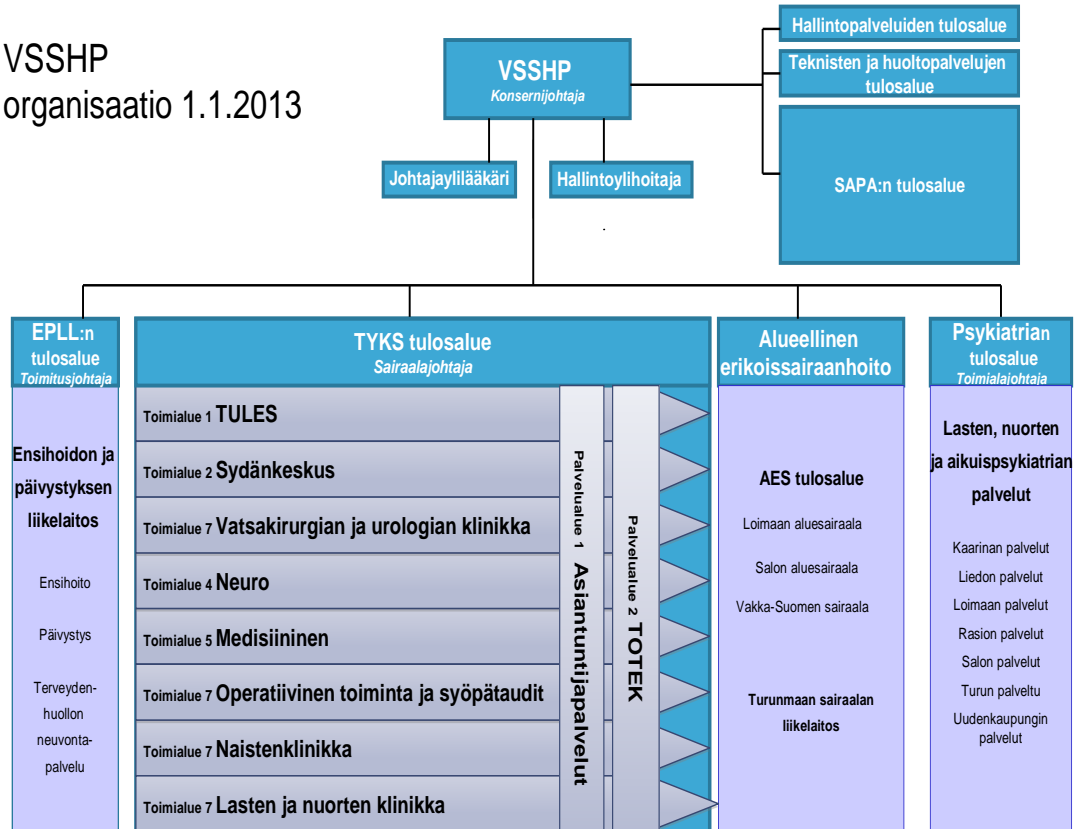 VSSHP
organisaatio 1.1.2013
VSSHP
Konsernijohtaja
Hallintopalveluiden tulosalue
Teknisten ja huoltopalvelujen
tulosalue
SAPA:n tulosalue
Johtajaylilääkäri
Hallintoylihoitaja
.
EPLL:n
tulosalue
Toimitusjohtaja
Ensihoidon ja
päivystyksen
liikelaitos
Ensihoito
Päivystys
Terveyden-
huollon
neuvonta-
palvelu
TYKS tulosalue
Sairaalajohtaja
Toimialue 1 TULES
Toimialue 2 Sydänkeskus
Toimialue 7 Vatsakirurgian ja urologian klinikka
Toimialue 4 Neuro
Toimialue 5 Medisiininen
Toimialue 7 Operatiivinen toiminta ja syöpätaudit
Toimialue 7 Naistenklinikka
Toimialue 7 Lasten ja nuorten klinikka
Palvelualue 1 Asiantuntijapalvelut
Palvelualue 2 TOTEK
Alueellinen
erikoissairaanhoito
AES tulosalue
Loimaan aluesairaala
Salon aluesairaala
Vakka-Suomen sairaala
Turunmaan sairaalan
liikelaitos
Psykiatrian
tulosalue
Toimialajohtaja
Lasten, nuorten
ja aikuispsykiatrian
palvelut
Kaarinan palvelut
Liedon palvelut
Loimaan palvelut
Rasion palvelut
Salon palvelut
Turun palveltu
Uudenkaupungin
palvelut